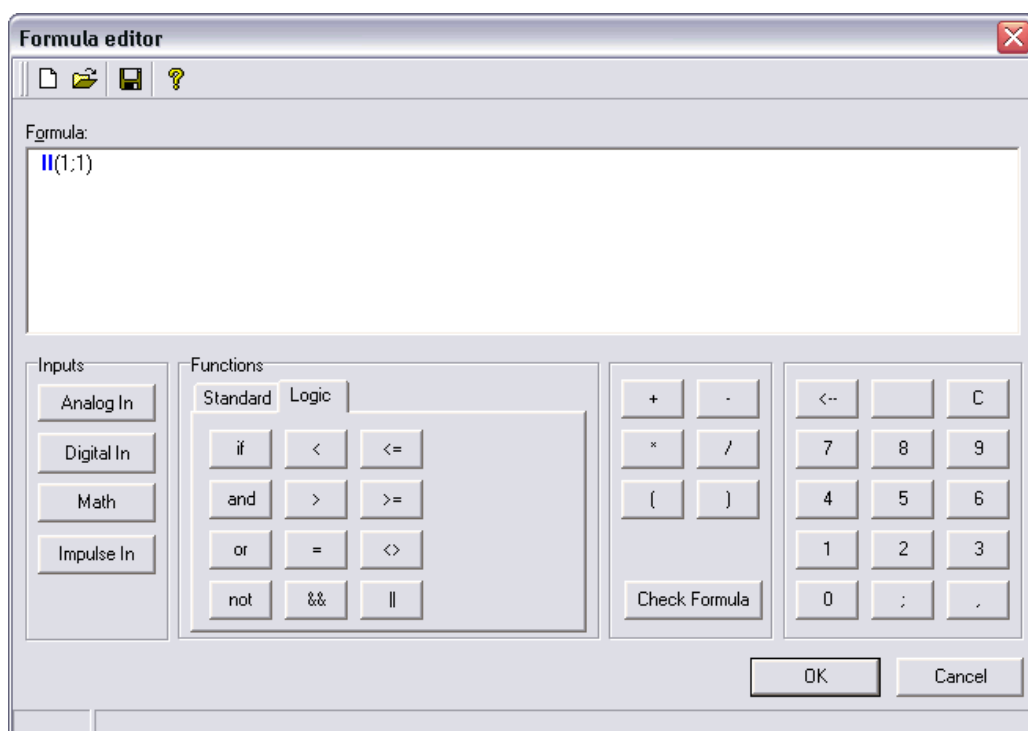 Formula editor
Formula:
II(1;1)
Inputs
Analog In
Digital In
Math
Impulse In
Functions
Standard Logic
if < <=
and > >=
or = <>
not && ||
+ -
* /
( )
Check Formula
<-- C
7 8 9
4 5 6
1 2 3
0 ; ,
OK Cancel